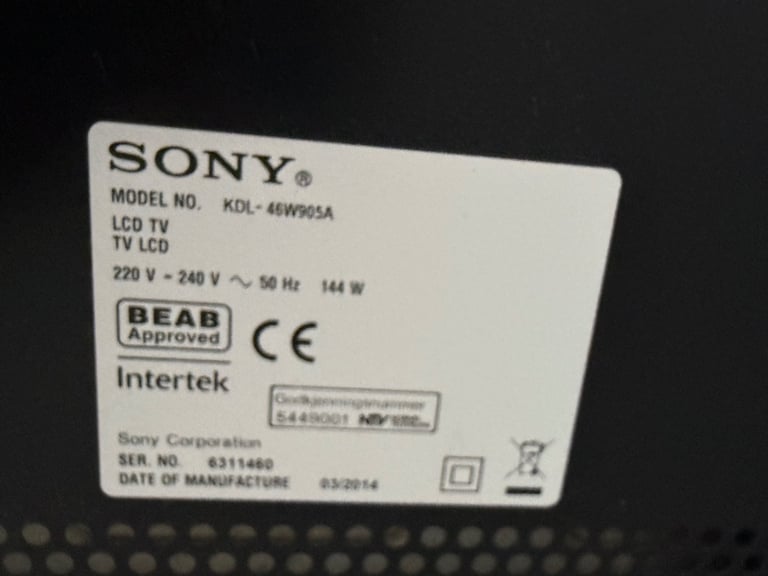 SONY®
MODEL NO. KDL-46W905A
LCD TV
TV LCD
220 V - 240 V ~ 50 Hz 144 W
BEAB
Approved
CE
Intertek
Godkjenningsnummer
5449001
Sony Corporation
SER. NO. 6311460
DATE OF MANUFACTURE 03/2014